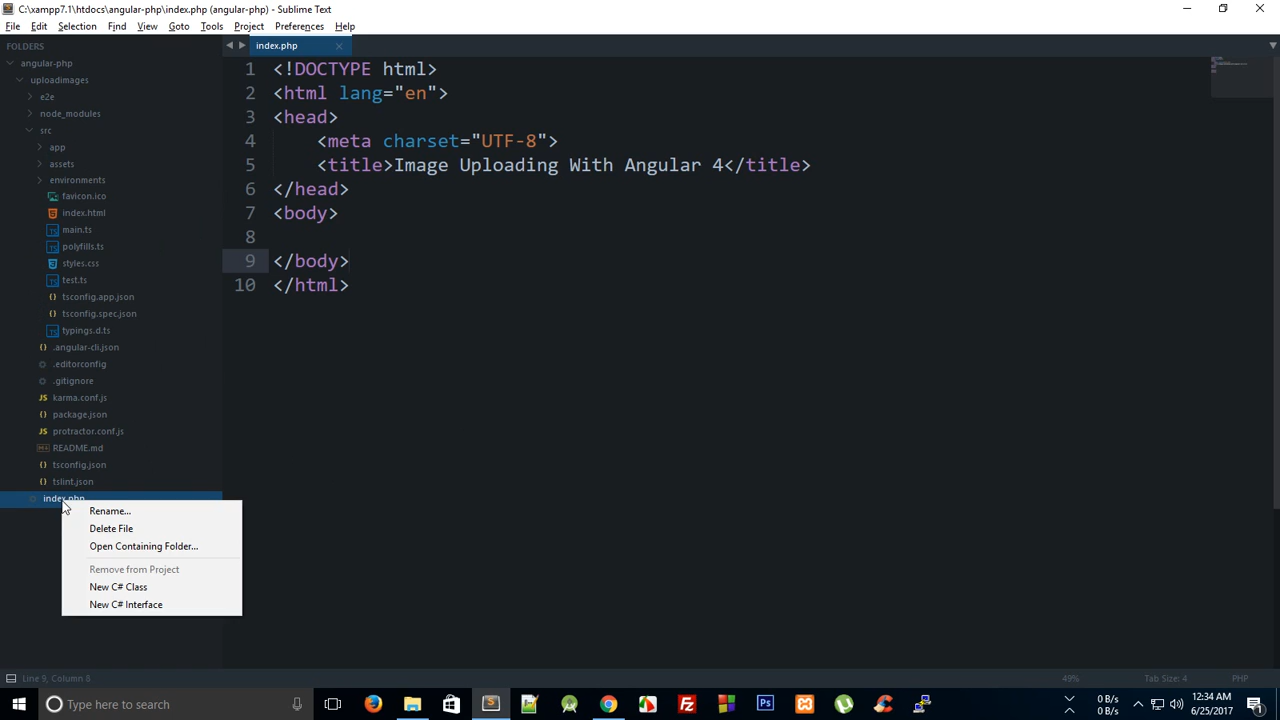 C:\xampp7.1\htdocs\angular-php\index.php (angular-php) - Sublime Text
File Edit Selection Find View Goto Tools Project Preferences Help
FOLDERS
angular-php
uploadimages
e2e
node_modules
src
app
assets
environments
favicon.ico
index.html
TS main.ts
TS polyfills.ts
styles.css
TS test.ts
{} tsconfig.app.json
{} tsconfig.spec.json
TS typings.d.ts
.angular-cli.json
.editorconfig
.gitignore
JS karma.conf.js
{} package.json
JS protractor.conf.js
README.md
{} tsconfig.json
{} tslint.json
index.php
Rename...
Delete File
Open Containing Folder...
Remove from Project
New C# Class
New C# Interface
index.php
1 <!DOCTYPE html>
2 <html lang="en">
3 <head>
4 <meta charset="UTF-8">
5 <title>Image Uploading With Angular 4</title>
6 </head>
7 <body>
8
9 </body>
10 </html>
Line 9, Column 8
49%
Tab Size: 4
PHP
Type here to search
0 B/s
0 B/s
12:34 AM
6/25/2017